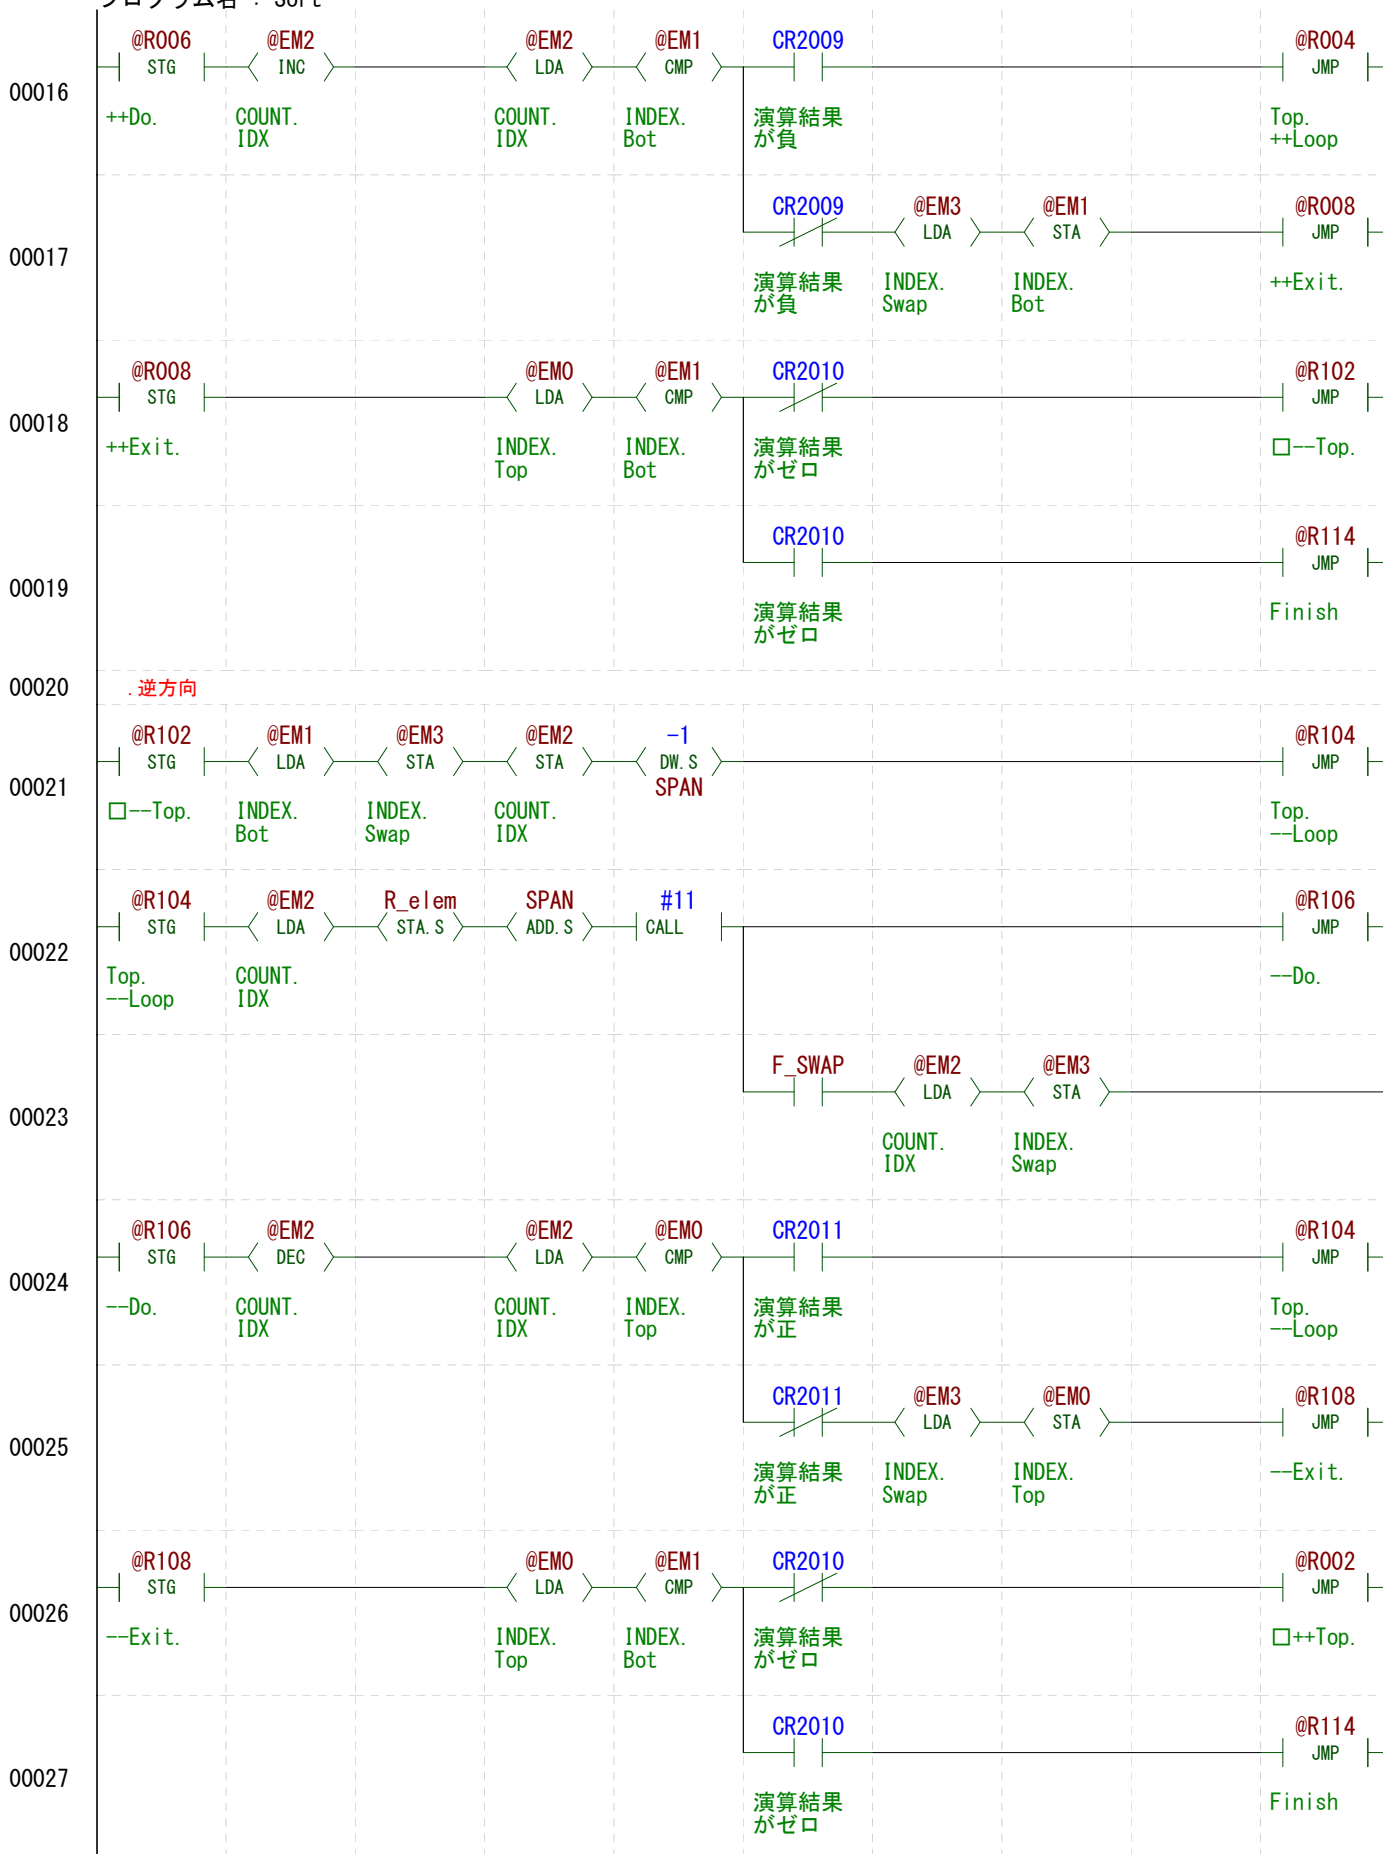 プログラム名 : Sort
@R006 @EM2 @EM2 @EM1 CR2009 @R004
STG INC LDA CMP JMP
00016
++Do. COUNT. COUNT. INDEX. 演算結果 Top.
IDX IDX Bot が負 ++Loop
CR2009 @EM3 @EM1 @R008
LDA STA JMP
00017
演算結果 INDEX. INDEX. ++Exit.
が負 Swap Bot
@R008 @EM0 @EM1 CR2010 @R102
STG LDA CMP JMP
00018
++Exit. INDEX. INDEX. 演算結果 □--Top.
Top Bot がゼロ
CR2010 @R114
JMP
00019
演算結果 Finish
がゼロ
00020 .逆方向
@R102 @EM1 @EM3 @EM2 -1 @R104
STG LDA STA STA DW.S JMP
00021 SPAN
□--Top. INDEX. INDEX. COUNT. Top.
Bot Swap IDX --Loop
@R104 @EM2 R_elem SPAN #11 @R106
STG LDA STA.S ADD.S CALL JMP
00022
Top. COUNT. --Do.
--Loop IDX
F_SWAP @EM2 @EM3
LDA STA
00023
COUNT. INDEX.
IDX Swap
@R106 @EM2 @EM2 @EM0 CR2011 @R104
STG DEC LDA CMP JMP
00024
--Do. COUNT. COUNT. INDEX. 演算結果 Top.
IDX IDX Top が正 --Loop
CR2011 @EM3 @EM0 @R108
LDA STA JMP
00025
演算結果 INDEX. INDEX. --Exit.
が正 Swap Top
@R108 @EM0 @EM1 CR2010 @R002
STG LDA CMP JMP
00026
--Exit. INDEX. INDEX. 演算結果 □++Top.
Top Bot がゼロ
CR2010 @R114
JMP
00027
演算結果 Finish
がゼロ